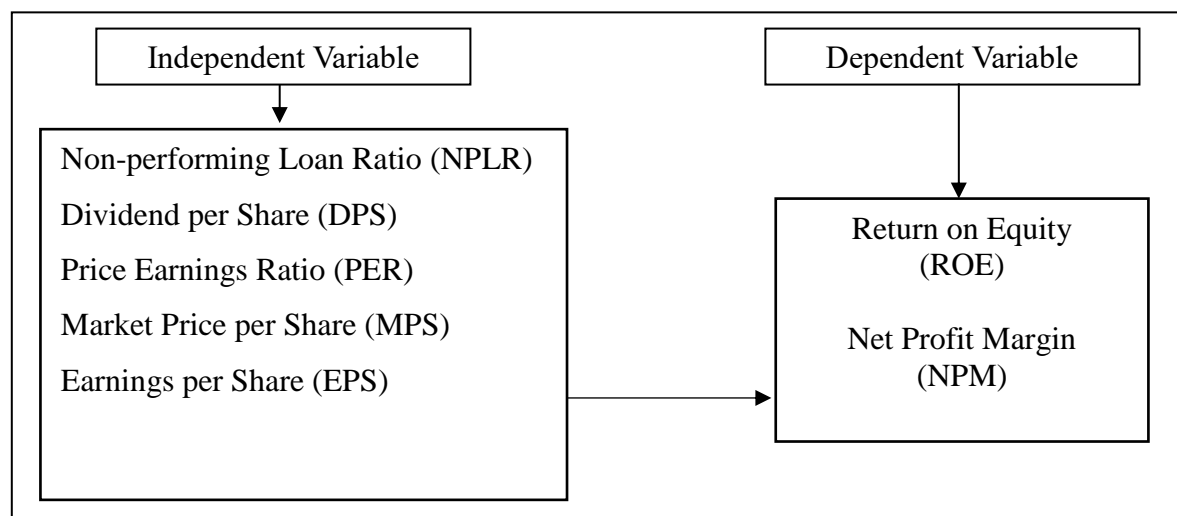 Independent Variable
Dependent Variable
Non-performing Loan Ratio (NPLR)
Dividend per Share (DPS)
Price Earnings Ratio (PER)
Market Price per Share (MPS)
Earnings per Share (EPS)
Return on Equity
(ROE)
Net Profit Margin
(NPM)